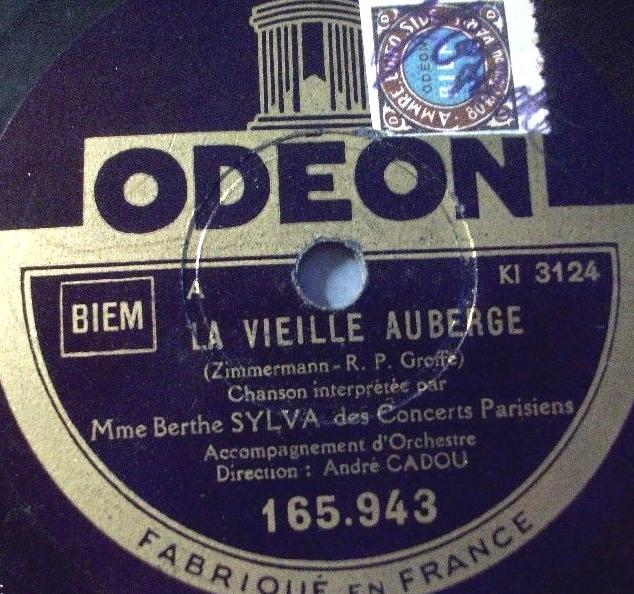 ODEON
BIEM
A
KI 3124
LA VIEILLE AUBERGE
(Zimmermann - R. P. Groffe)
Chanson interprétée par
Mme Berthe SYLVA des Concerts Parisiens
Accompagnement d'Orchestre
Direction : André CADOU
165.943
FABRIQUÉ EN FRANCE
ODEON